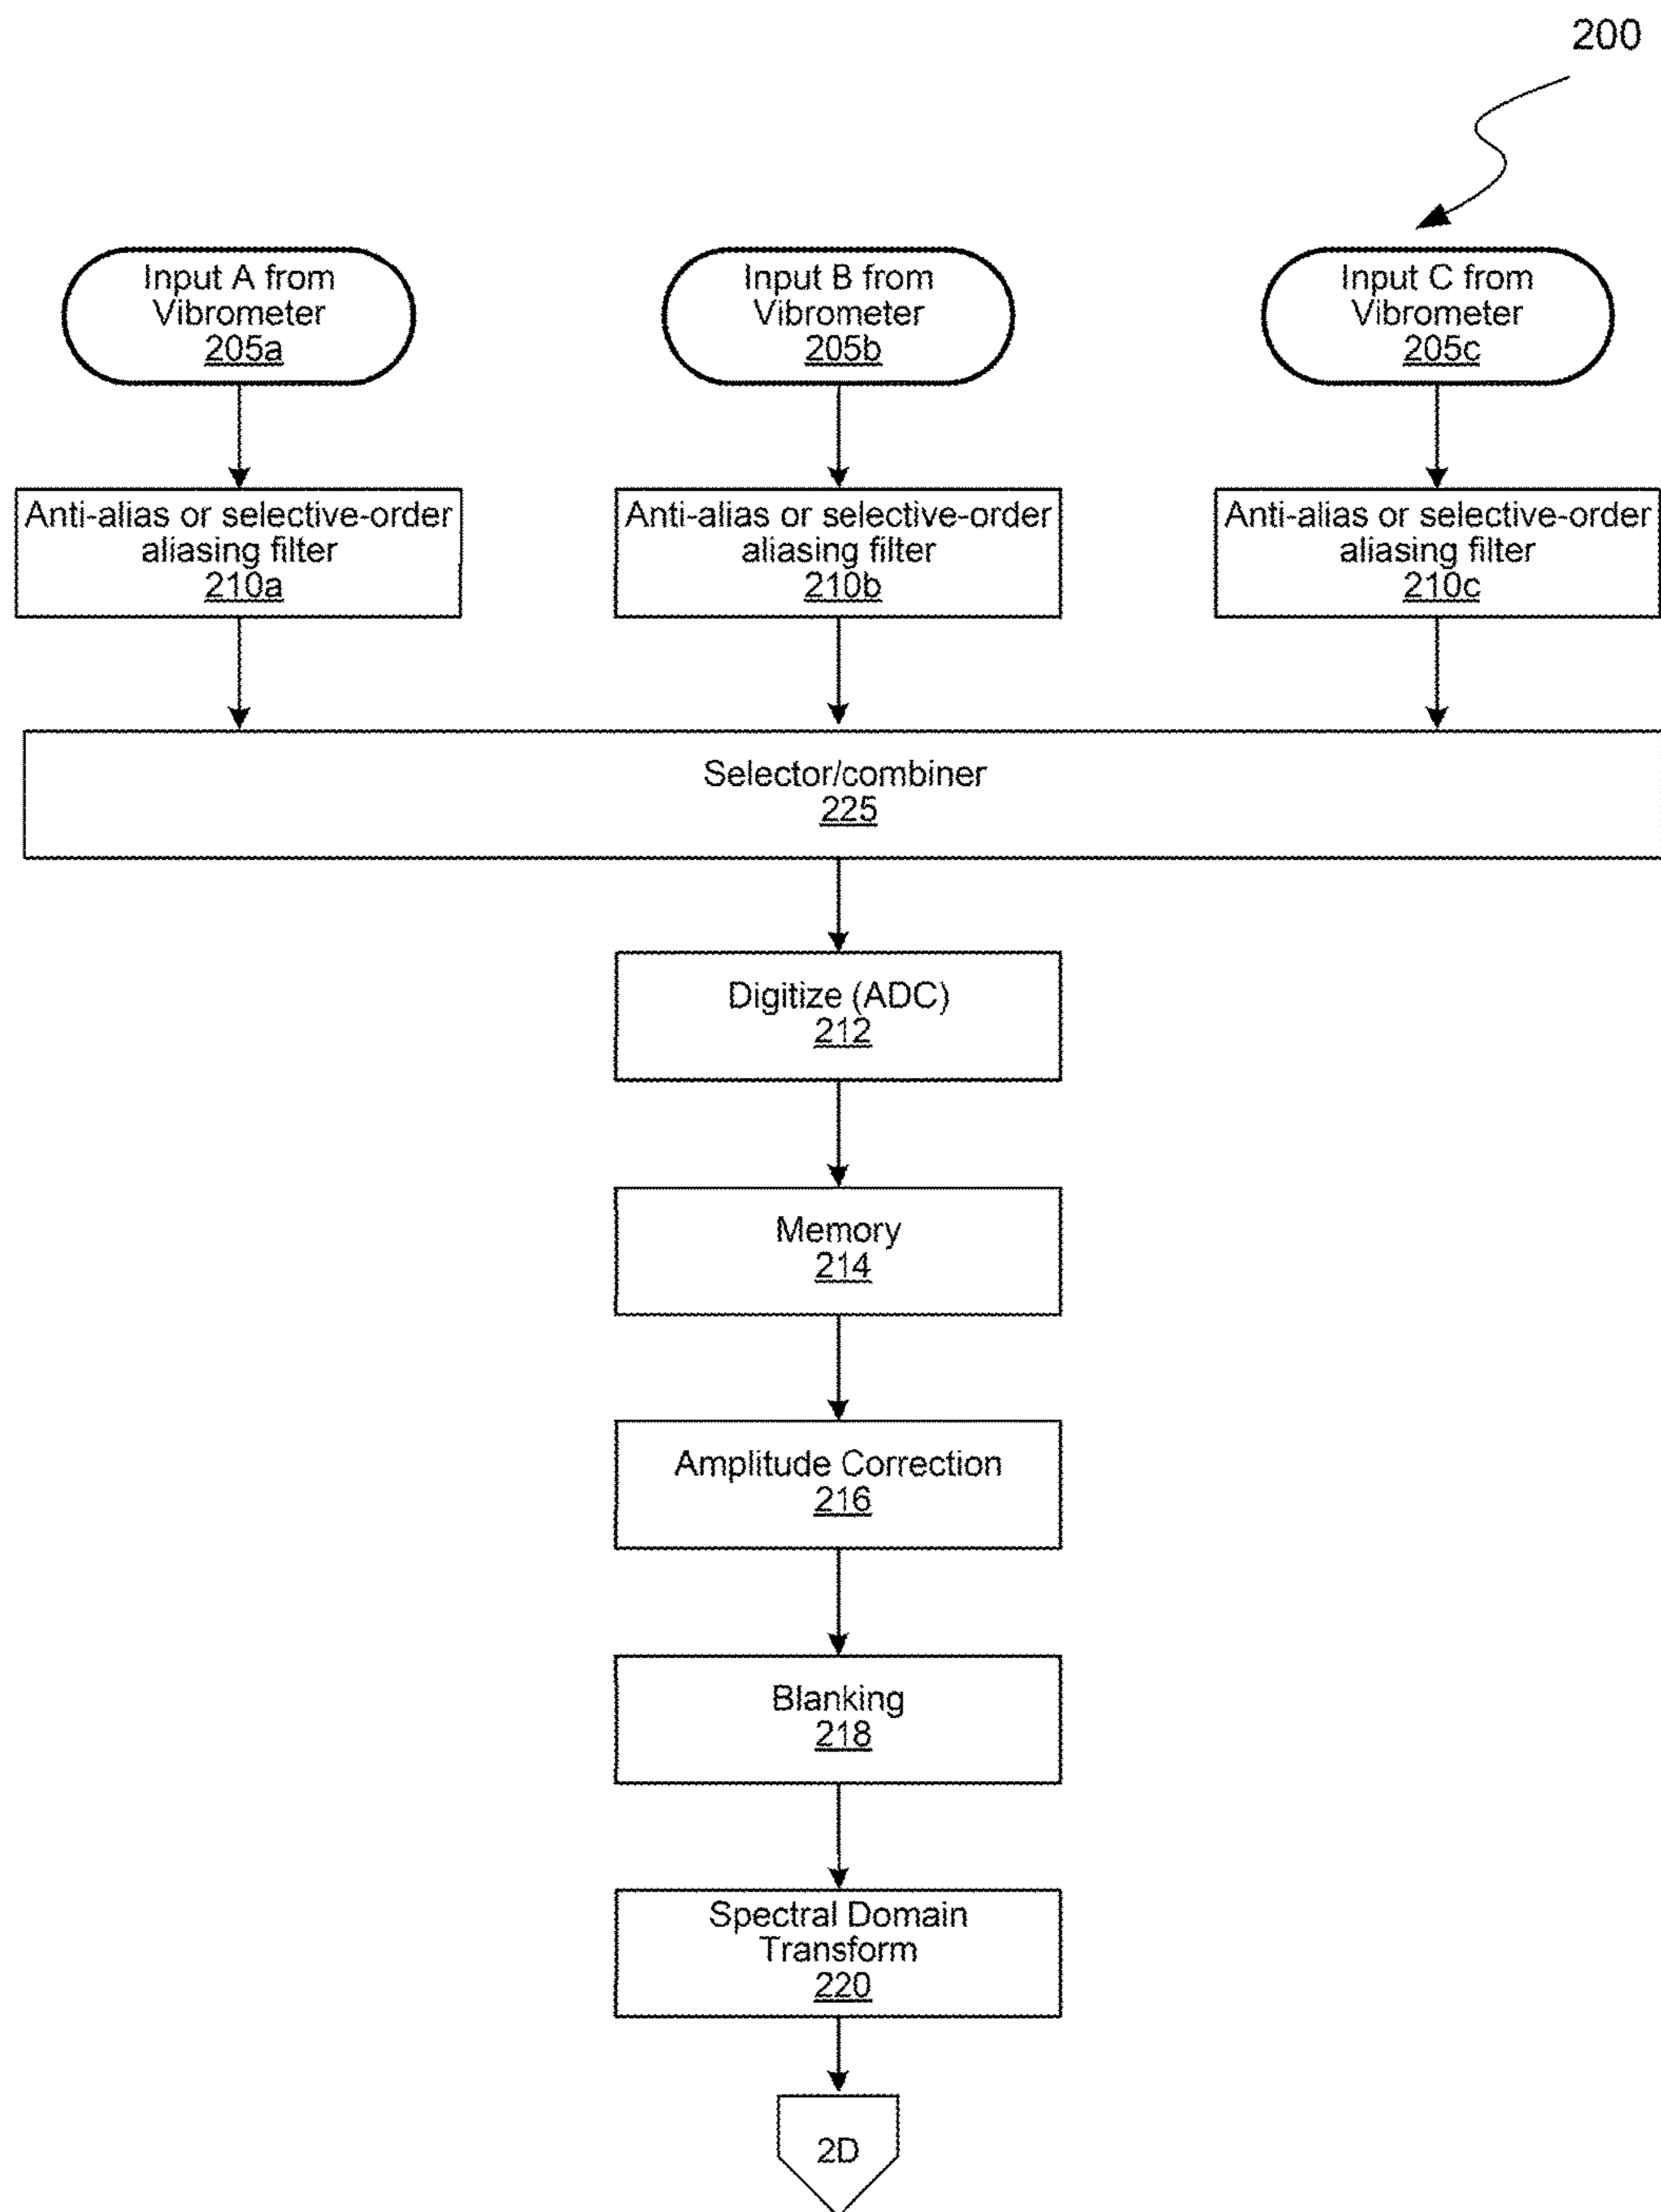 200
Input A from
Vibrometer
205a
Input B from
Vibrometer
205b
Input C from
Vibrometer
205c
Anti-alias or selective-order
aliasing filter
210a
Anti-alias or selective-order
aliasing filter
210b
Anti-alias or selective-order
aliasing filter
210c
Selector/combiner
225
Digitize (ADC)
212
Memory
214
Amplitude Correction
216
Blanking
218
Spectral Domain
Transform
220
2D